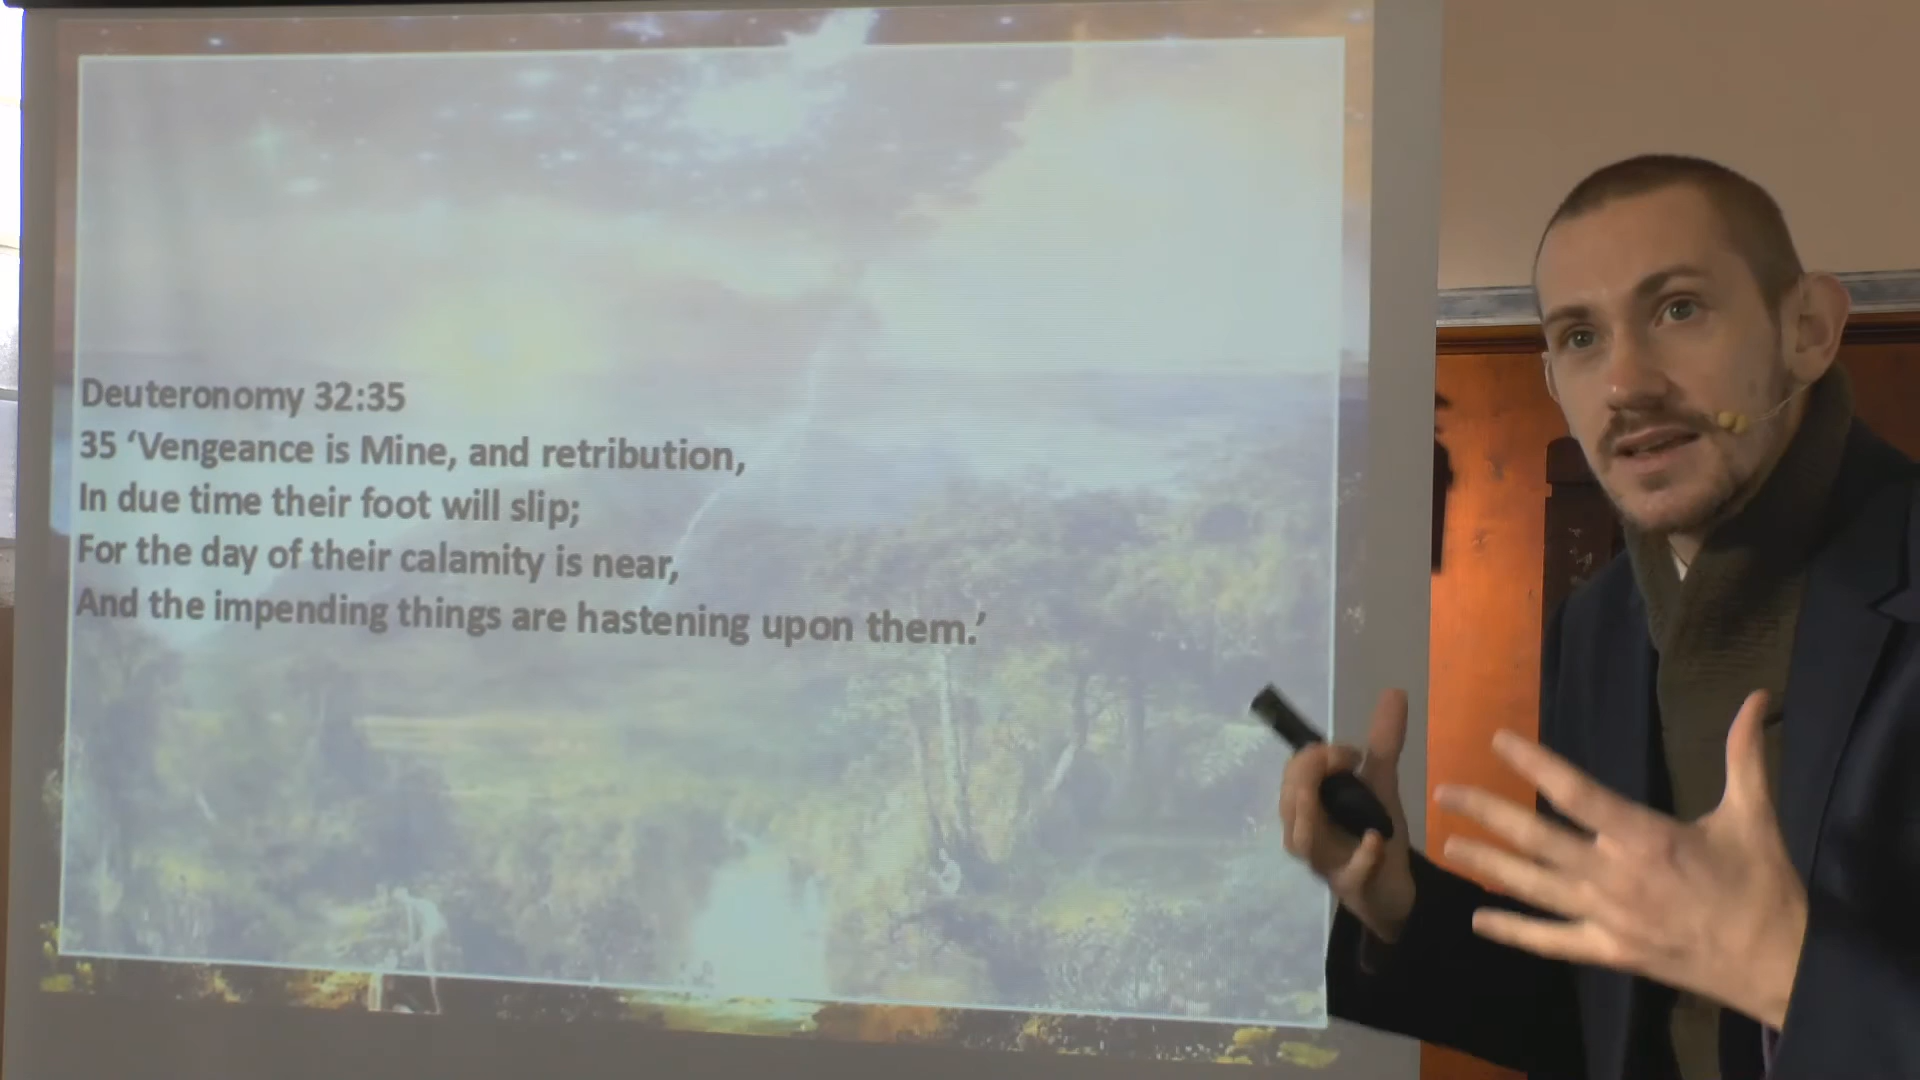 Deuteronomy 32:35
35 ‘Vengeance is Mine, and retribution,
In due time their foot will slip;
For the day of their calamity is near,
And the impending things are hastening upon them.’